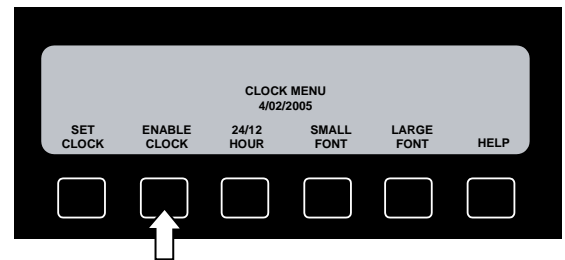 CLOCK MENU
4/02/2005
SET ENABLE 24/12 SMALL LARGE
CLOCK CLOCK HOUR FONT FONT HELP